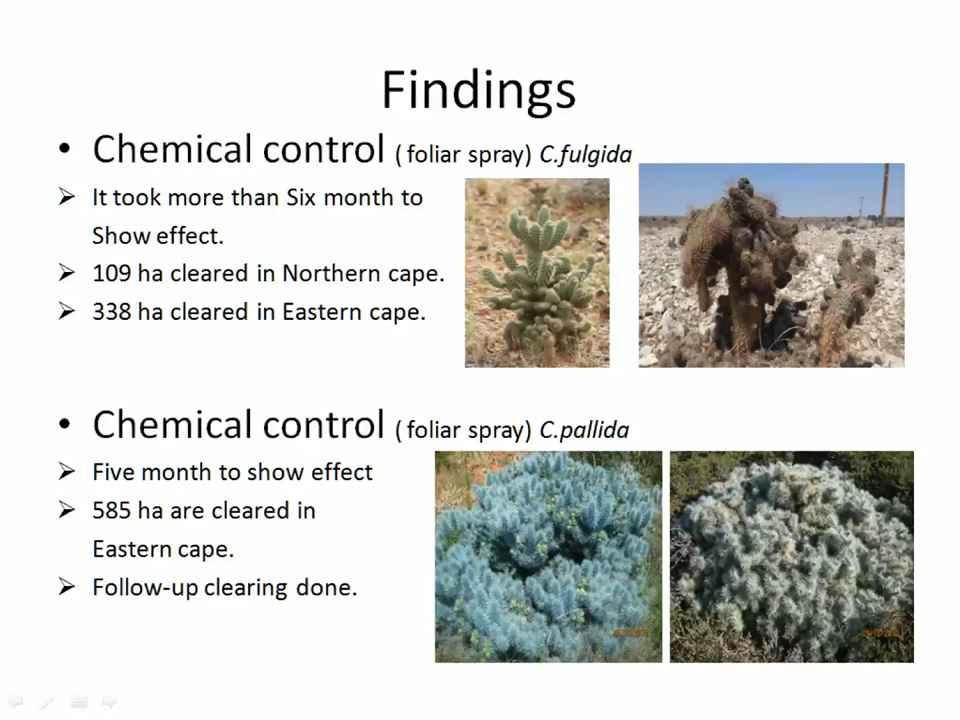 Findings
• Chemical control ( foliar spray) C.fulgida
➢ It took more than Six month to
Show effect.
➢ 109 ha cleared in Northern cape.
➢ 338 ha cleared in Eastern cape.
• Chemical control ( foliar spray) C.pallida
➢ Five month to show effect
➢ 585 ha are cleared in
Eastern cape.
➢ Follow-up clearing done.